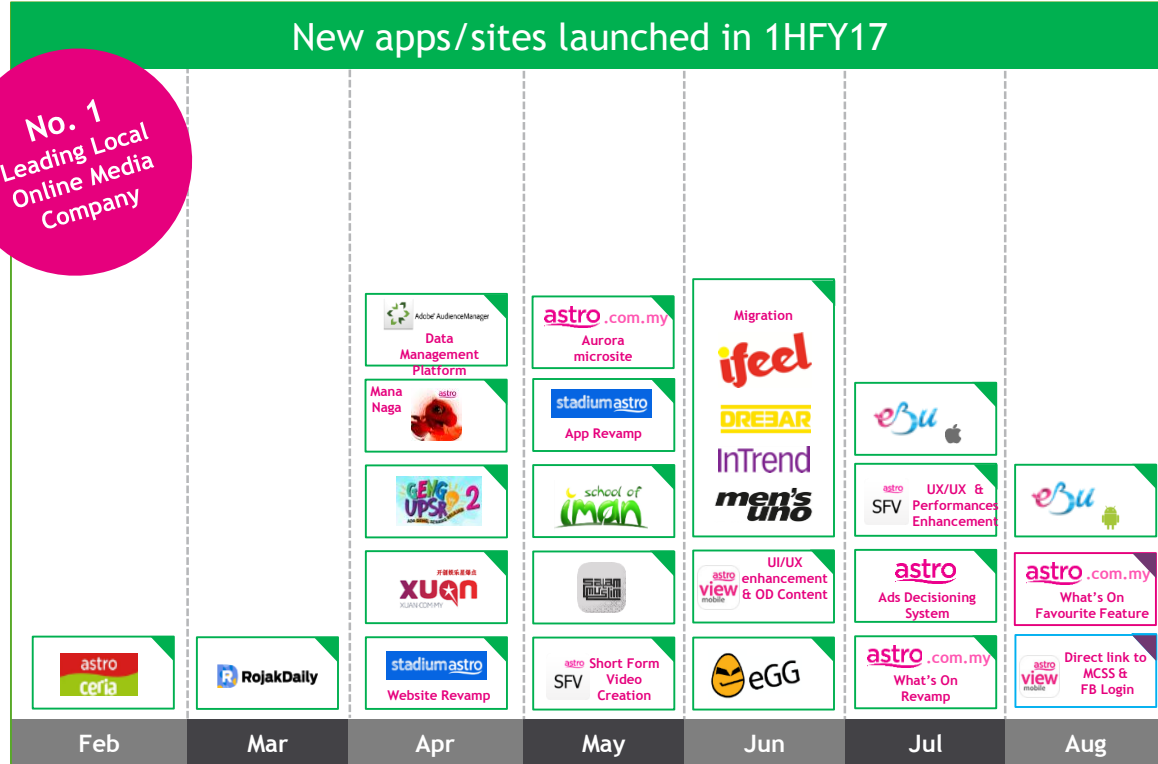 New apps/sites launched in 1HFY17
No. 1
Leading Local
Online Media
Company
astro
ceria
RojakDaily
Adobe® AudienceManager
Data
Management
Platform
Mana
Naga
astro
GENG
UPSR 2
XUAN
XUAN.COM.MY
stadiumastro
Website Revamp
astro.com.my
Aurora
microsite
stadiumastro
App Revamp
school of
iman
salam
muslim
astro
SFV
Short Form
Video
Creation
Migration
ifeel
DREBAR
InTrend
men's
uno
astro
view
mobile
UI/UX
enhancement
& OD Content
eGG
eBu
astro
SFV
UX/UX &
Performances
Enhancement
astro
Ads Decisioning
System
astro.com.my
What's On
Revamp
eBu
astro.com.my
What's On
Favourite Feature
astro
view
mobile
Direct link to
MCSS &
FB Login
Feb
Mar
Apr
May
Jun
Jul
Aug